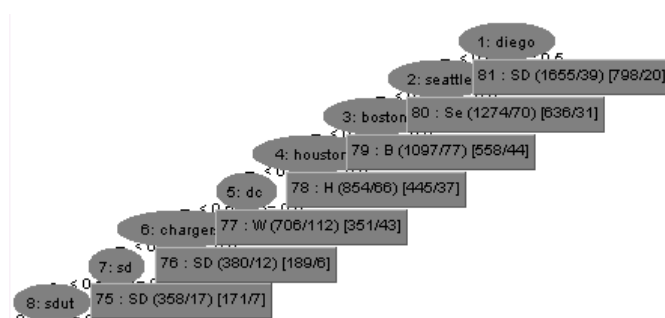 1: diego
81 : SD (1655/39) [798/20]
2: seattle
80 : Se (1274/70) [636/31]
3: boston
79 : B (1097/77) [558/44]
4: houston
78 : H (854/66) [445/37]
5: dc
77 : W (706/112) [351/43]
6: chargers
76 : SD (380/12) [189/6]
7: sd
75 : SD (358/17) [171/7]
8: sdut